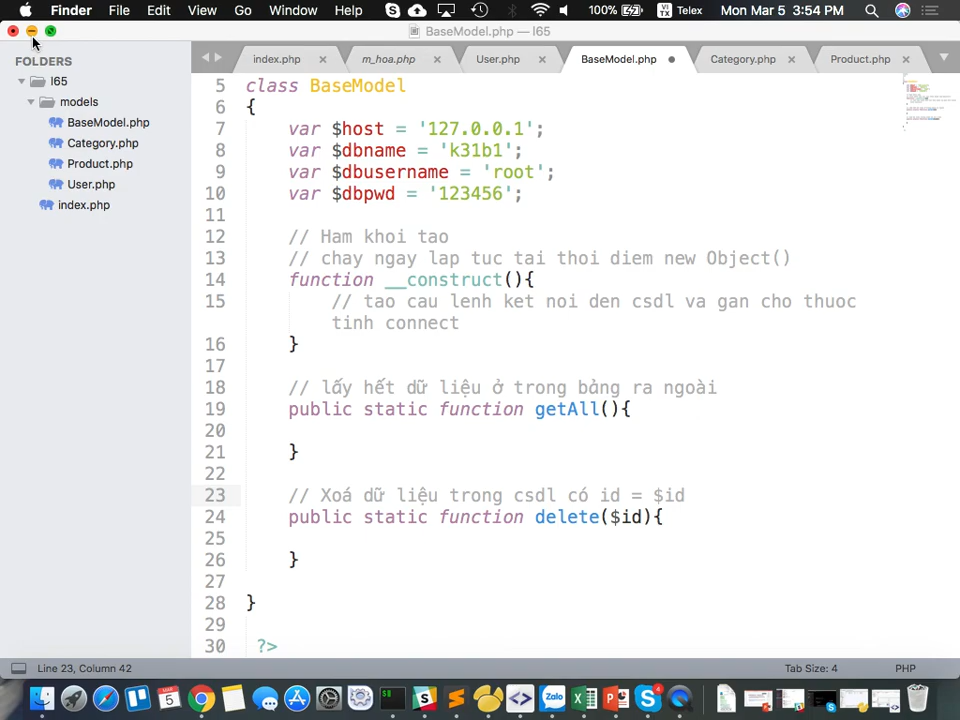 Finder File Edit View Go Window Help 100% VI TX Telex Mon Mar 5 3:54 PM
BaseModel.php — l65
FOLDERS
l65
models
BaseModel.php
Category.php
Product.php
User.php
index.php
index.php × m_hoa.php × User.php × BaseModel.php Category.php × Product.php ×
5 class BaseModel
6 {
7 var $host = '127.0.0.1';
8 var $dbname = 'k31b1';
9 var $dbusername = 'root';
10 var $dbpwd = '123456';
11
12 // Ham khoi tao
13 // chay ngay lap tuc tai thoi diem new Object()
14 function __construct(){
15 // tao cau lenh ket noi den csdl va gan cho thuoc
tinh connect
16 }
17
18 // lấy hết dữ liệu ở trong bảng ra ngoài
19 public static function getAll(){
20
21 }
22
23 // Xoá dữ liệu trong csdl có id = $id
24 public static function delete($id){
25
26 }
27
28 }
29
30 ?>
Line 23, Column 42 Tab Size: 4 PHP
5
Zalo